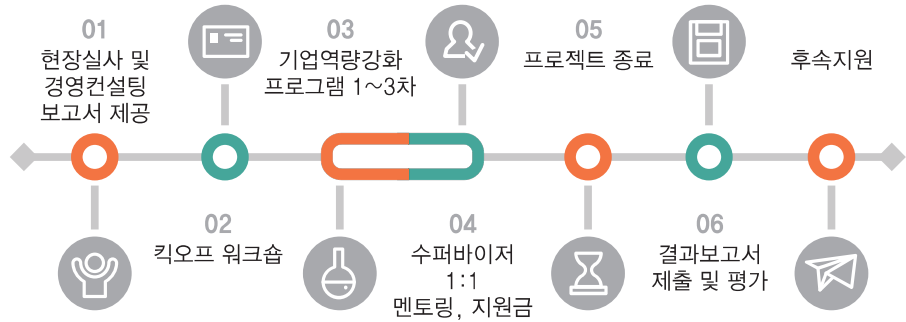 01
현장실사 및
경영컨설팅
보고서 제공
02
킥오프 워크숍
03
기업역량강화
프로그램 1~3차
04
수퍼바이저
1:1
멘토링, 지원금
05
프로젝트 종료
06
결과보고서
제출 및 평가
후속지원